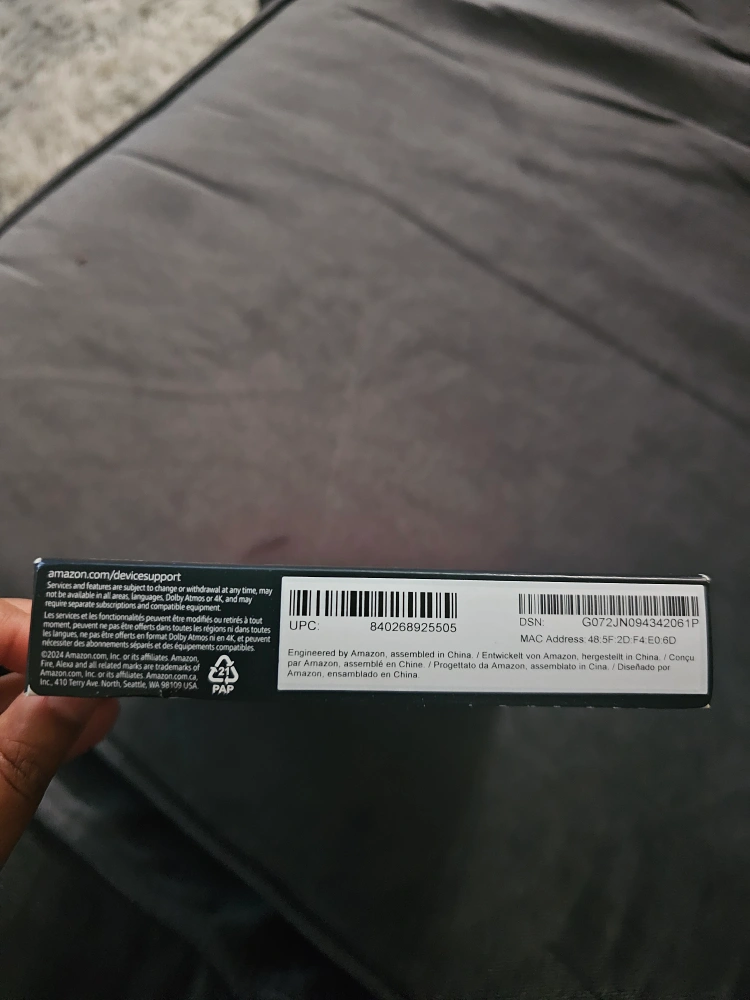 amazon.com/devicesupport
Services and features are subject to change or withdrawal at any time, may
not be available in all areas, languages, Dolby Atmos or 4K, and may
require separate subscriptions and compatible equipment.
Les services et les fonctionnalités peuvent être modifiés ou retirés à tout
moment, peuvent ne pas être offerts dans toutes les régions ni dans toutes
les langues, ne pas être offerts en format Dolby Atmos ni en 4K, et peuvent
nécessiter des abonnements séparés et des équipements compatibles.
©2024 Amazon.com, Inc. or its affiliates. Amazon,
Fire, Alexa and all related marks are trademarks of
Amazon.com, Inc. or its affiliates. Amazon.com.ca,
Inc., 410 Terry Ave. North, Seattle, WA 98109 USA
21
PAP
UPC: 840268925505
DSN: G072JN094342061P
MAC Address: 48:5F:2D:F4:E0:6D
Engineered by Amazon, assembled in China. / Entwickelt von Amazon, hergestellt in China. / Conçu
par Amazon, assemblé en Chine. / Progettato da Amazon, assemblato in Cina. / Diseñado por
Amazon, ensamblado en China.